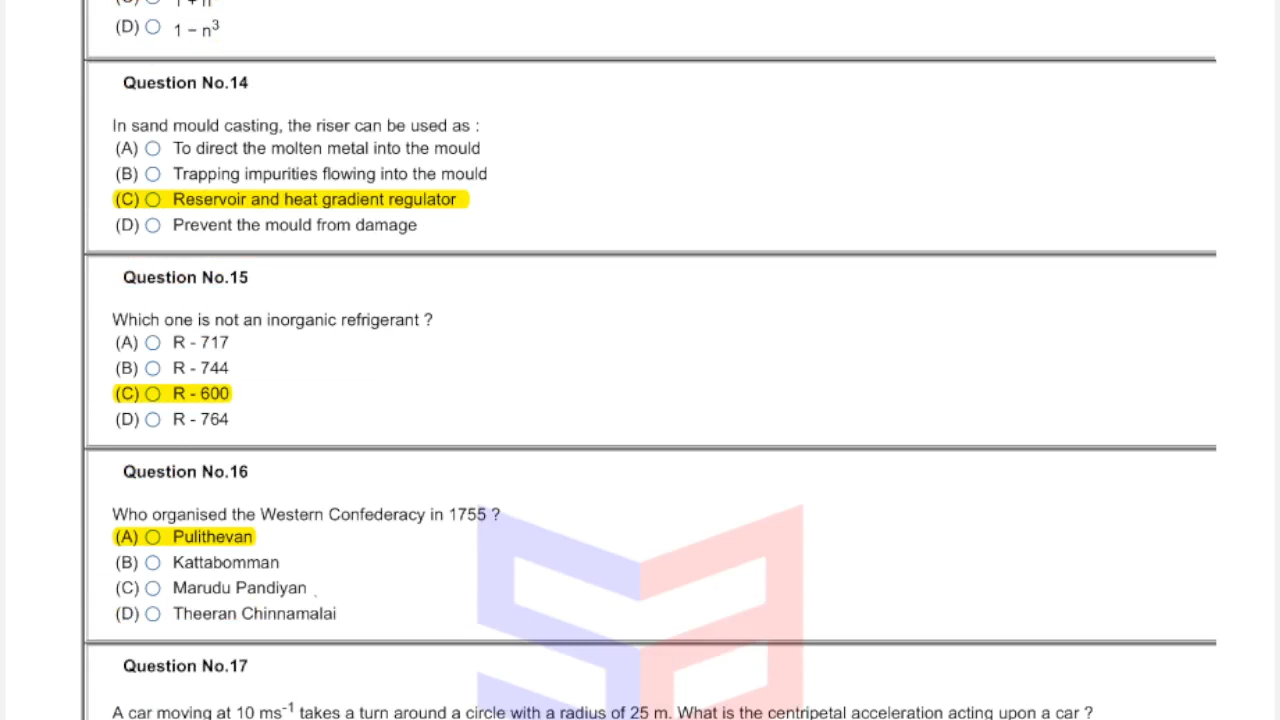 (D) 1 – n³
Question No.14
In sand mould casting, the riser can be used as :
(A) To direct the molten metal into the mould
(B) Trapping impurities flowing into the mould
(C) Reservoir and heat gradient regulator
(D) Prevent the mould from damage
Question No.15
Which one is not an inorganic refrigerant ?
(A) R - 717
(B) R - 744
(C) R - 600
(D) R - 764
Question No.16
Who organised the Western Confederacy in 1755 ?
(A) Pulithevan
(B) Kattabomman
(C) Marudu Pandiyan
(D) Theeran Chinnamalai
Question No.17
A car moving at 10 ms⁻¹ takes a turn around a circle with a radius of 25 m. What is the centripetal acceleration acting upon a car ?